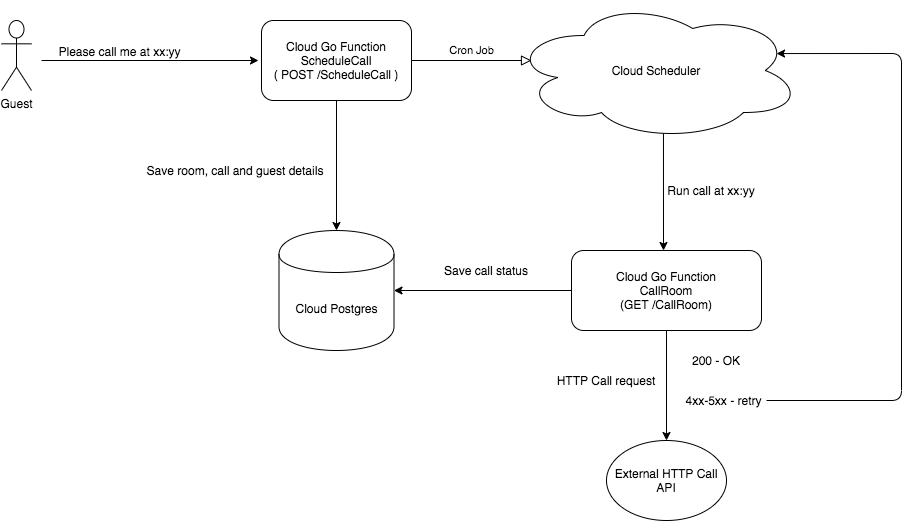 Guest
Please call me at xx:yy
Cloud Go Function
ScheduleCall
( POST /ScheduleCall )
Cron Job
Cloud Scheduler
Save room, call and guest details
Run call at xx:yy
Cloud Postgres
Save call status
Cloud Go Function
CallRoom
(GET /CallRoom)
200 - OK
HTTP Call request
4xx-5xx - retry
External HTTP Call
API